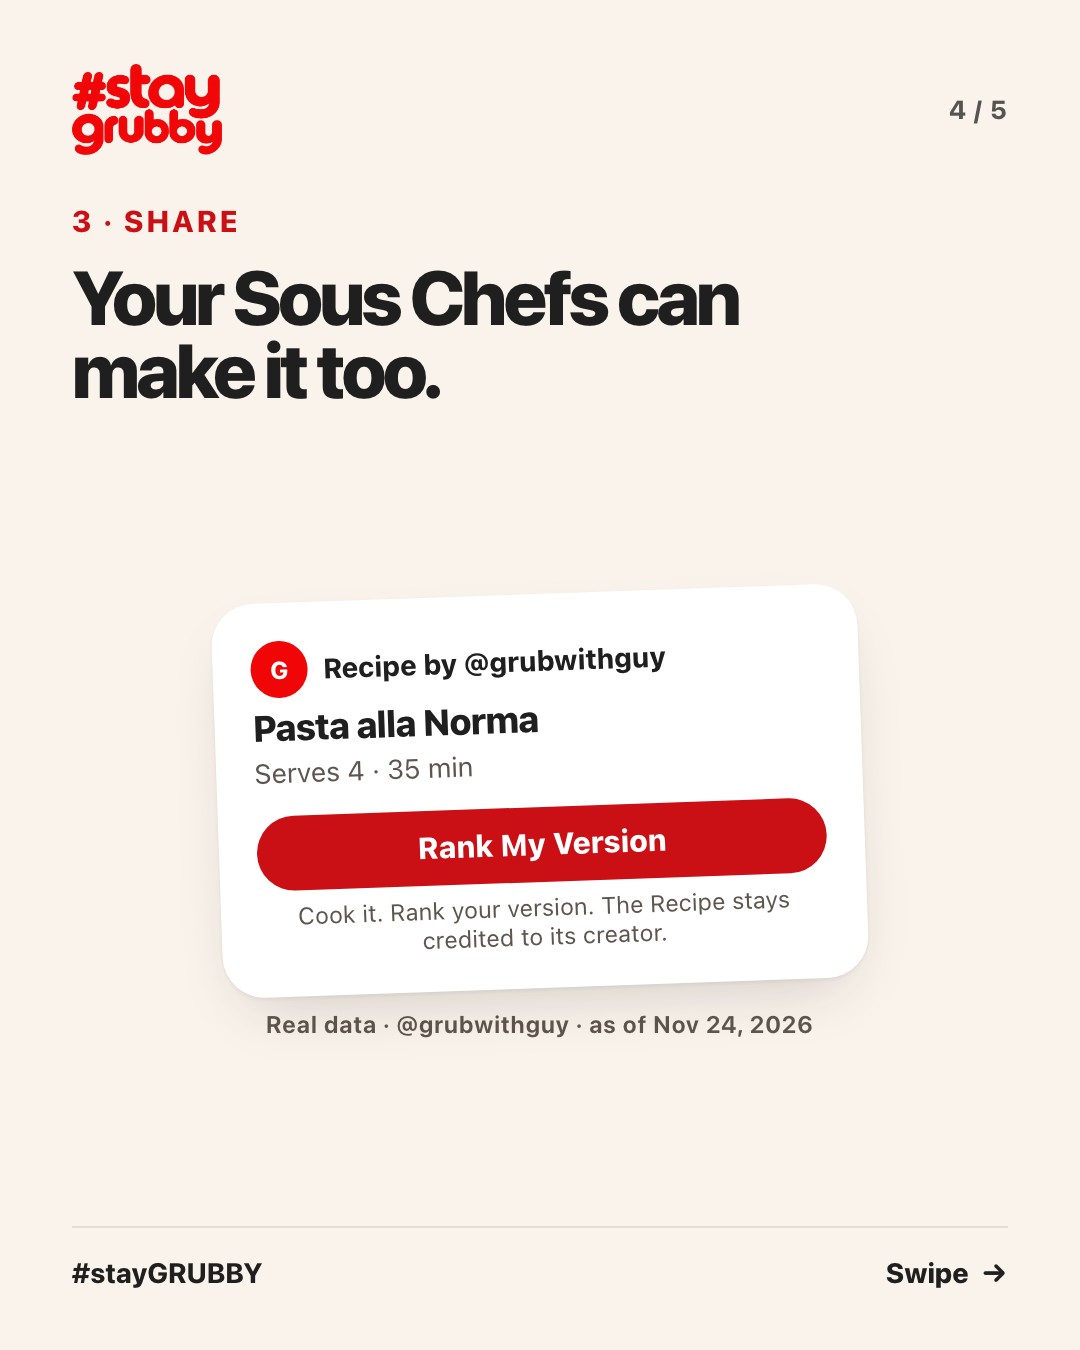 #stay
grubby
4 / 5
3 · SHARE
Your Sous Chefs can
make it too.
G
Recipe by @grubwithguy
Pasta alla Norma
Serves 4 · 35 min
Rank My Version
Cook it. Rank your version. The Recipe stays
credited to its creator.
Real data · @grubwithguy · as of Nov 24, 2026
#stayGRUBBY
Swipe →